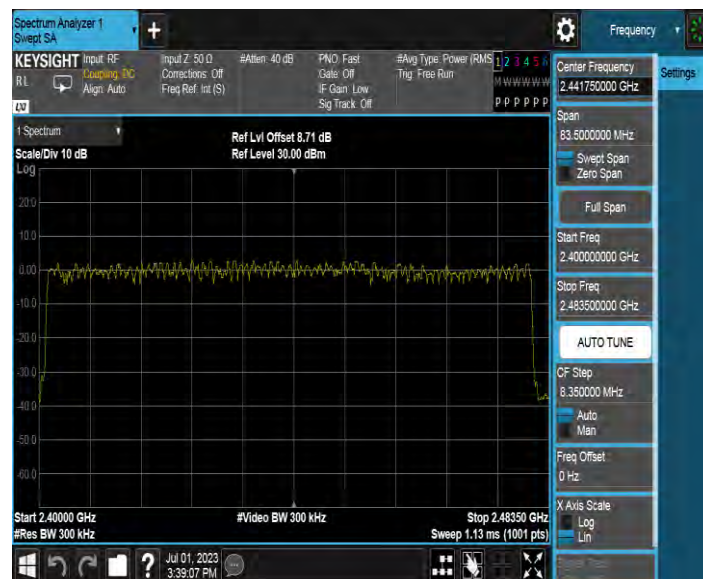 Spectrum Analyzer 1
Swept SA
+
Frequency
KEYSIGHT Input: RF Input Z: 50 Ω #Atten: 40 dB PNO: Fast #Avg Type: Power (RMS 1 2 3 4 5 6
RL Coupling: DC Corrections: Off Gate: Off Trig: Free Run M W W W W W
Align: Auto Freq Ref: Int (S) IF Gain: Low
Sig Track: Off P P P P P P
LXI
1 Spectrum
Scale/Div 10 dB
Ref Lvl Offset 8.71 dB
Ref Level 30.00 dBm
Log
20.0
10.0
0.00
-10.0
-20.0
-30.0
-40.0
-50.0
-60.0
Start 2.40000 GHz #Video BW 300 kHz Stop 2.48350 GHz
#Res BW 300 kHz Sweep 1.13 ms (1001 pts)
Center Frequency
2.441750000 GHz
Settings
Span
83.5000000 MHz
Swept Span
Zero Span
Full Span
Start Freq
2.400000000 GHz
Stop Freq
2.483500000 GHz
AUTO TUNE
CF Step
8.350000 MHz
Auto
Man
Freq Offset
0 Hz
X Axis Scale
Log
Lin
?
Jul 01, 2023
3:39:07 PM